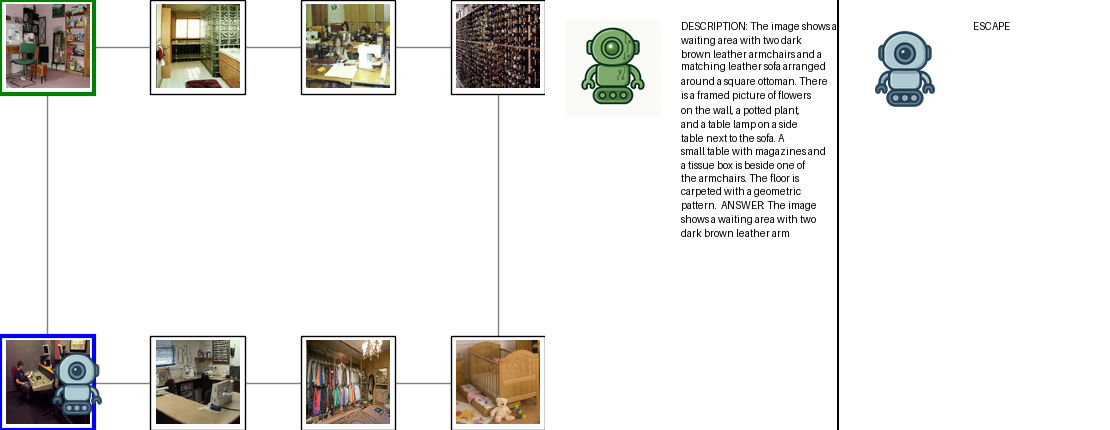 DESCRIPTION: The image shows a
waiting area with two dark
brown leather armchairs and a
matching leather sofa arranged
around a square ottoman. There
is a framed picture of flowers
on the wall, a potted plant,
and a table lamp on a side
table next to the sofa. A
small table with magazines and
a tissue box is beside one of
the armchairs. The floor is
carpeted with a geometric
pattern. ANSWER: The image
shows a waiting area with two
dark brown leather arm
ESCAPE